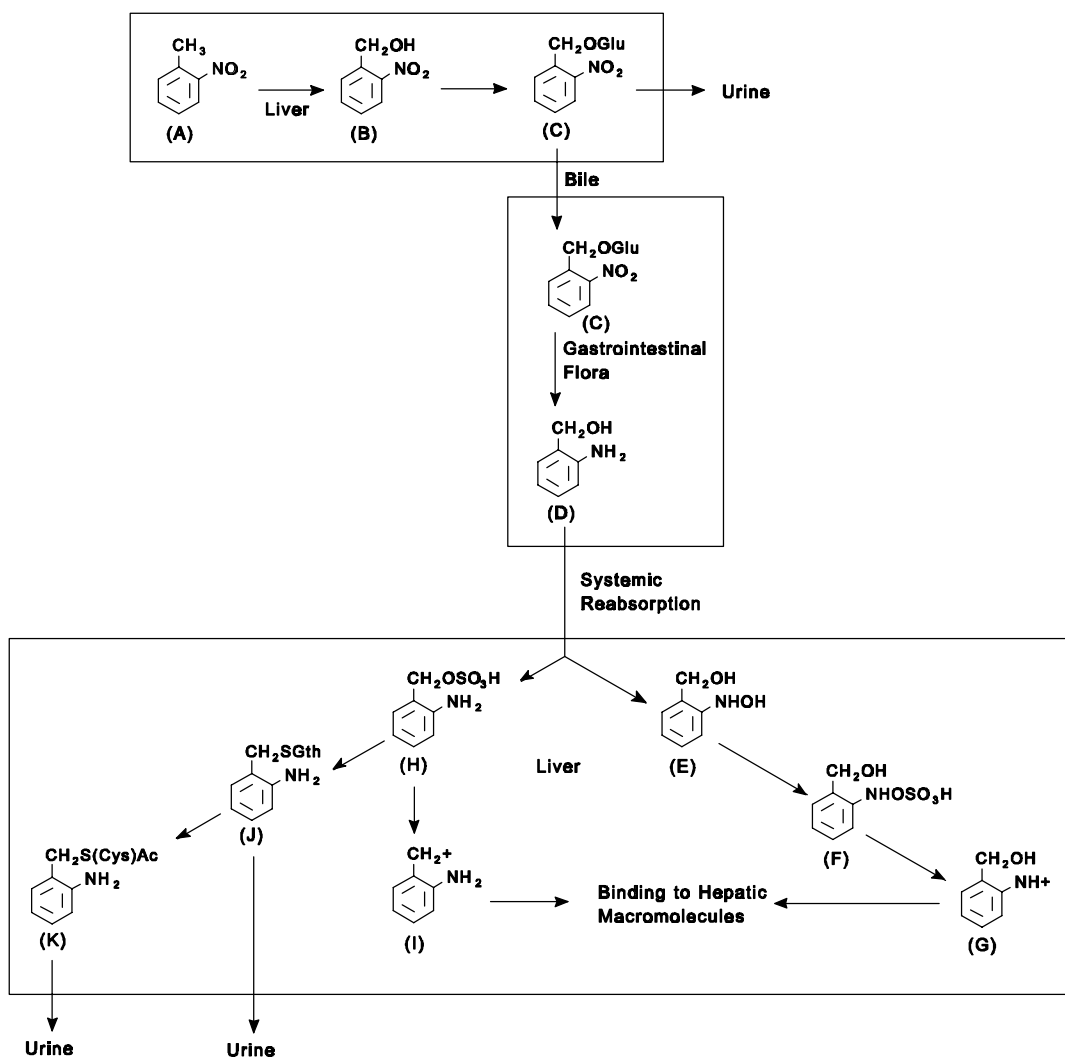 CH3
NO2
(A)
Liver
CH2OH
NO2
(B)
CH2OGlu
NO2
(C)
Urine
Bile
CH2OGlu
NO2
(C)
Gastrointestinal
Flora
CH2OH
NH2
(D)
Systemic
Reabsorption
CH2OSO3H
NH2
(H)
CH2OH
NHOH
(E)
Liver
CH2SGth
NH2
(J)
CH2OH
NHOSO3H
(F)
CH2S(Cys)Ac
NH2
(K)
CH2+
NH2
(I)
Binding to Hepatic
Macromolecules
CH2OH
NH+
(G)
Urine
Urine